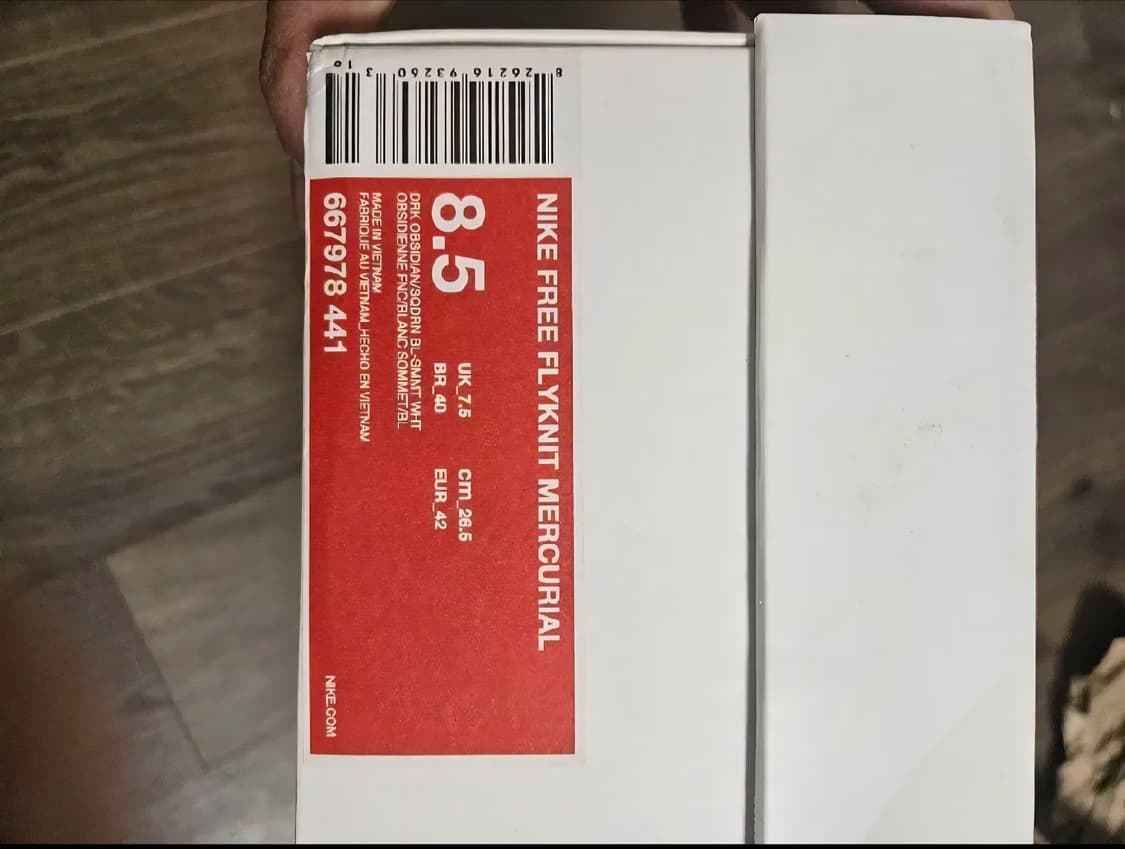 NIKE FREE FLYKNIT MERCURIAL
8.5
UK_7.5 cm_26.5
BR_40 EUR_42
DRK OBSIDIAN/SQDRN BL-SMMT WHT
OBSIDIENNE FNC/BLANC SOMMET/BL
MADE IN VIETNAM
FABRIQUE AU VIETNAM_HECHO EN VIETNAM
667978 441
NIKE.COM
8 26216 93260 3